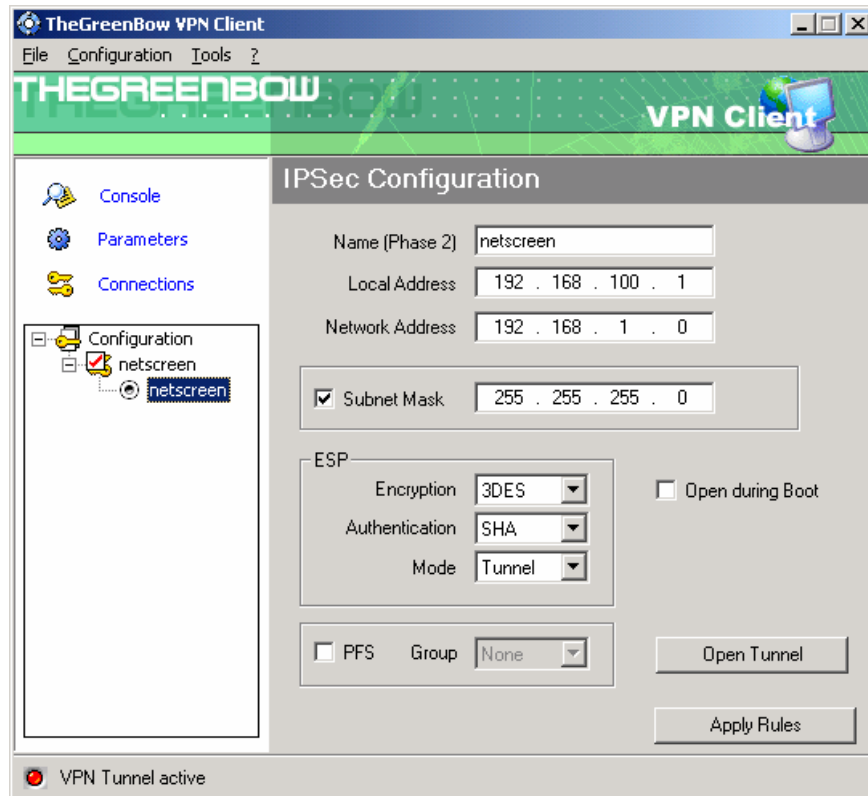 TheGreenBow VPN Client
File Configuration Tools ?
THEGREENBOW
VPN Client
Console
Parameters
Connections
Configuration
netscreen
netscreen
IPSec Configuration
Name (Phase 2) netscreen
Local Address 192 . 168 . 100 . 1
Network Address 192 . 168 . 1 . 0
Subnet Mask 255 . 255 . 255 . 0
ESP
Encryption 3DES
Authentication SHA
Mode Tunnel
Open during Boot
PFS Group None
Open Tunnel
Apply Rules
VPN Tunnel active